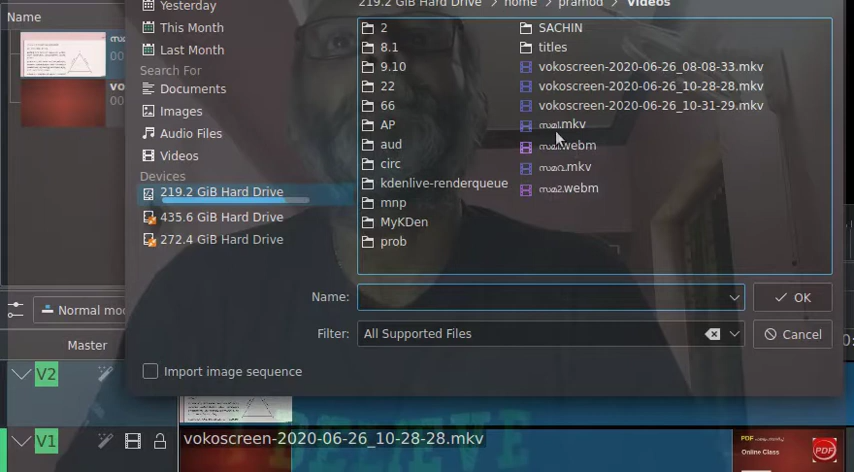 Name
Yesterday
This Month
Last Month
Search For
Documents
Images
Audio Files
Videos
Devices
219.2 GiB Hard Drive
435.6 GiB Hard Drive
272.4 GiB Hard Drive
219.2 GiB Hard Drive > home > pramod > Videos
2
8.1
9.10
22
66
AP
aud
circ
kdenlive-renderqueue
mnp
MyKDen
prob
SACHIN
titles
vokoscreen-2020-06-26_08-08-33.mkv
vokoscreen-2020-06-26_10-28-28.mkv
vokoscreen-2020-06-26_10-31-29.mkv
.mkv
.webm
.mkv
.webm
Name:
OK
Filter:
All Supported Files
Cancel
Import image sequence
Normal mo
Master
V2
V1
vokoscreen-2020-06-26_10-28-28.mkv
BELIEVE
PDF
Online Class
PDF